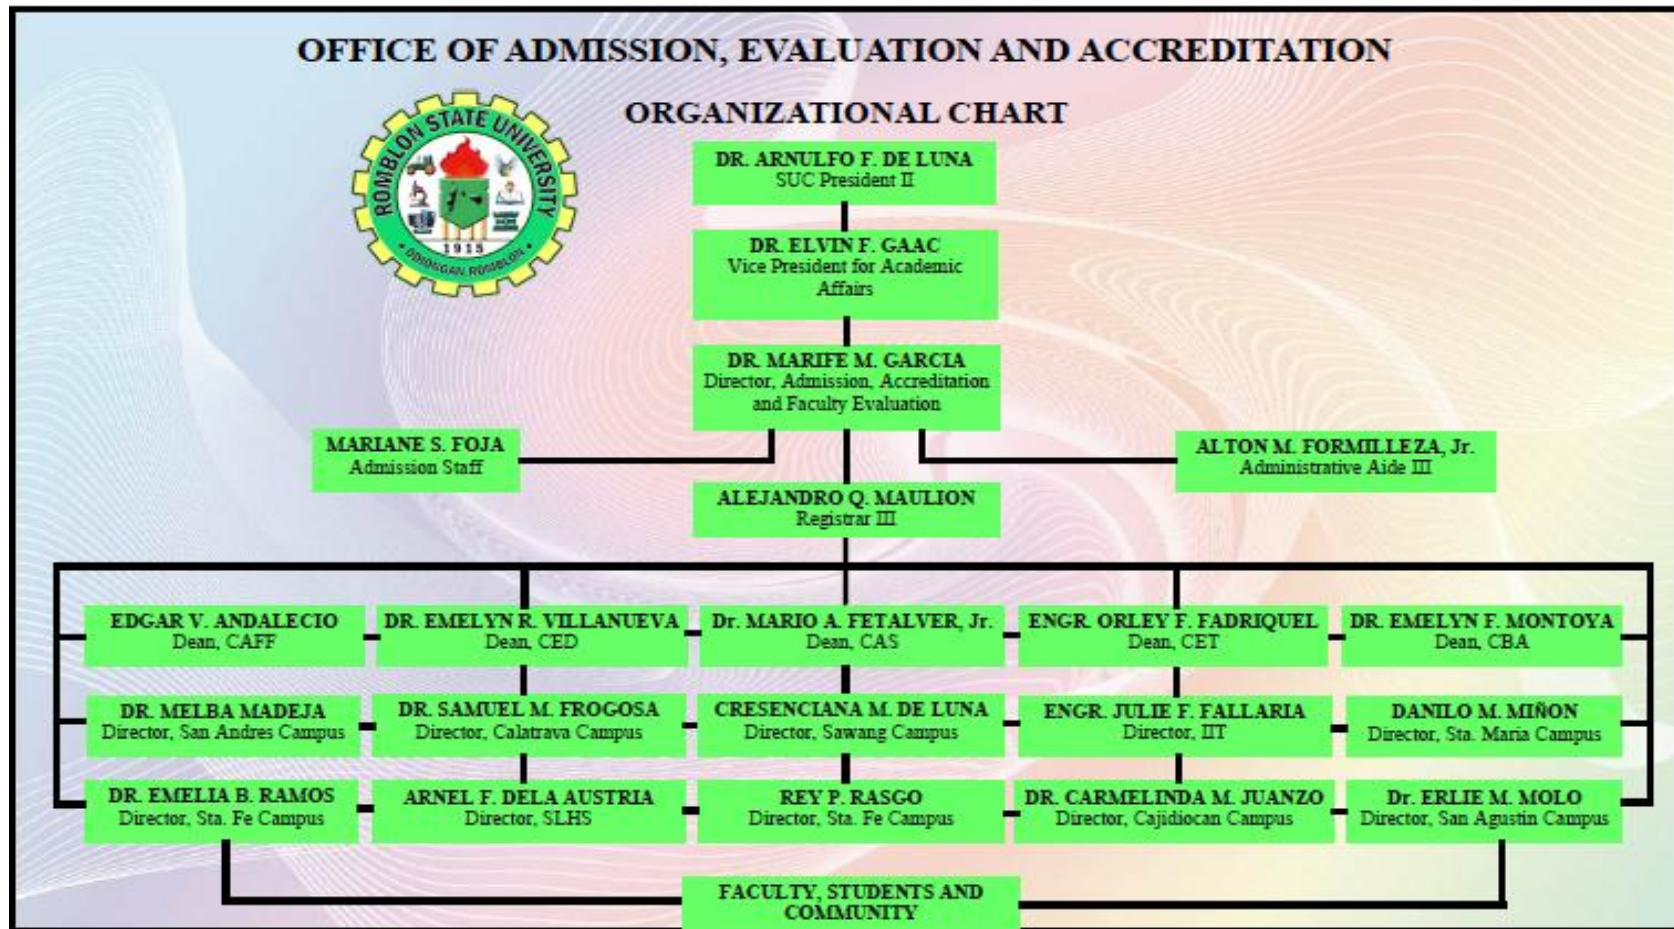 OFFICE OF ADMISSION, EVALUATION AND ACCREDITATION
ORGANIZATIONAL CHART
ROMBLON STATE UNIVERSITY
1915
ODIONGAN, ROMBLON
DR. ARNULFO F. DE LUNA
SUC President II
DR. ELVIN F. GAAC
Vice President for Academic
Affairs
DR. MARIFE M. GARCIA
Director, Admission, Accreditation
and Faculty Evaluation
MARIANE S. FOJA
Admission Staff
ALTON M. FORMILLEZA, Jr.
Administrative Aide III
ALEJANDRO Q. MAULION
Registrar III
EDGAR V. ANDALECIO
Dean, CAFF
DR. EMELYN R. VILLANUEVA
Dean, CED
Dr. MARIO A. FETALVER, Jr.
Dean, CAS
ENGR. ORLEY F. FADRIQUEL
Dean, CET
DR. EMELYN F. MONTOYA
Dean, CBA
DR. MELBA MADEJA
Director, San Andres Campus
DR. SAMUEL M. FROGOSA
Director, Calatrava Campus
CRESENCIANA M. DE LUNA
Director, Sawang Campus
ENGR. JULIE F. FALLARIA
Director, IIT
DANILO M. MIÑON
Director, Sta. Maria Campus
DR. EMELIA B. RAMOS
Director, Sta. Fe Campus
ARNEL F. DELA AUSTRIA
Director, SLHS
REY P. RASGO
Director, Sta. Fe Campus
DR. CARMELINDA M. JUANZO
Director, Cajidiocan Campus
Dr. ERLIE M. MOLO
Director, San Agustin Campus
FACULTY, STUDENTS AND
COMMUNITY